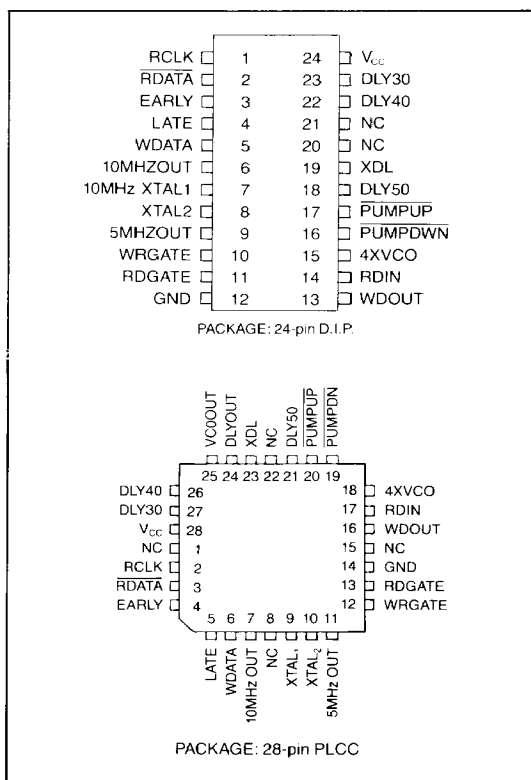 RCLK 1 24 VCC
RDATA 2 23 DLY30
EARLY 3 22 DLY40
LATE 4 21 NC
WDATA 5 20 NC
10MHZOUT 6 19 XDL
10MHz XTAL1 7 18 DLY50
XTAL2 8 17 PUMPUP
5MHZOUT 9 16 PUMPDWN
WRGATE 10 15 4XVCO
RDGATE 11 14 RDIN
GND 12 13 WDOUT
PACKAGE: 24-pin D.I.P.
VCOOUT DLYOUT XDL NC DLY50 PUMPUP PUMPDN
25 24 23 22 21 20 19
DLY40 26 18 4XVCO
DLY30 27 17 RDIN
VCC 28 16 WDOUT
NC 1 15 NC
RCLK 2 14 GND
RDATA 3 13 RDGATE
EARLY 4 12 WRGATE
5 6 7 8 9 10 11
LATE WDATA 10MHz OUT NC XTAL1 XTAL2 5MHz OUT
PACKAGE: 28-pin PLCC